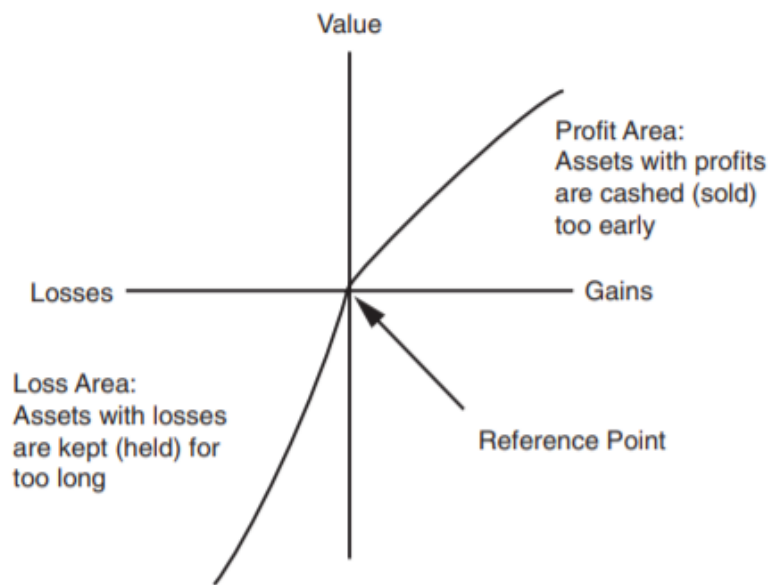 Value
Profit Area:
Assets with profits
are cashed (sold)
too early
Losses
Gains
Loss Area:
Assets with losses
are kept (held) for
too long
Reference Point